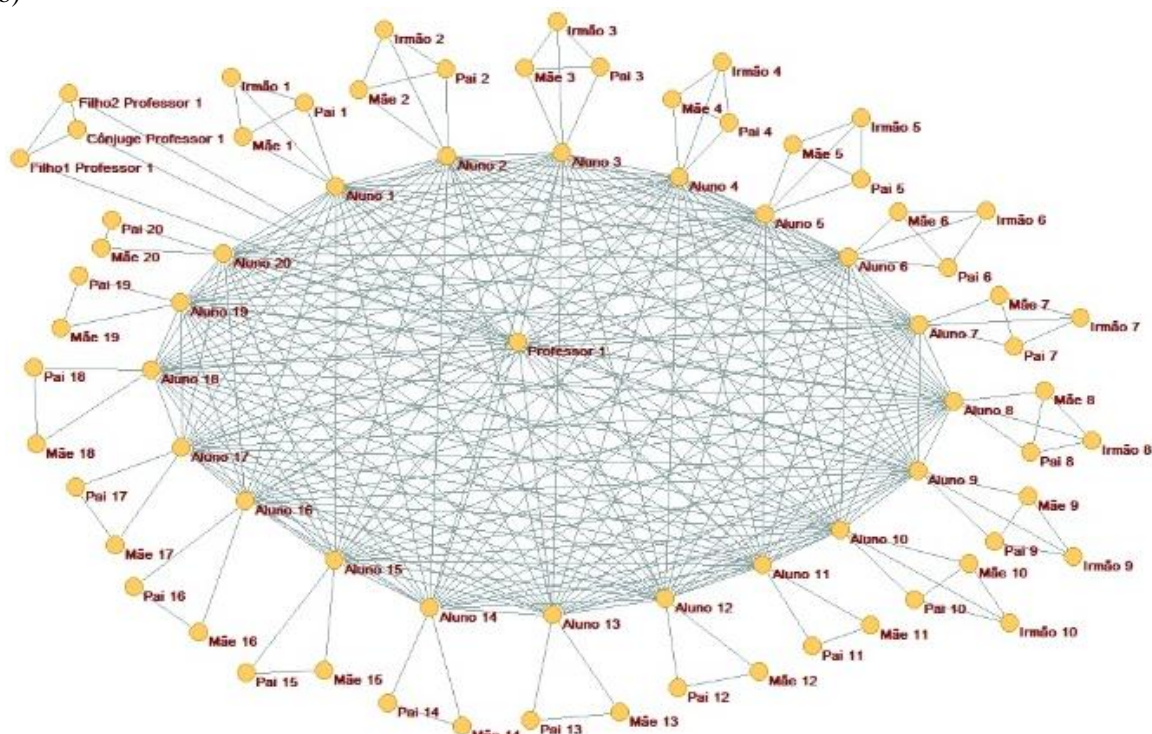 Irmão 3
Irmão 2
Mãe 3
Pai 3
Irmão 4
Pai 2
Irmão 1
Mãe 2
Mãe 4
Filho2 Professor 1
Pai 1
Irmão 5
Pai 4
Cônjuge Professor 1
Mãe 1
Mãe 5
Filho1 Professor 1
Aluno 2
Aluno 3
Aluno 4
Pai 5
Aluno 1
Mãe 6
Irmão 6
Aluno 5
Pai 20
Mãe 20
Aluno 20
Aluno 6
Pai 6
Pai 19
Mãe 7
Aluno 19
Irmão 7
Mãe 19
Aluno 7
Pai 7
Professor 1
Pai 18
Aluno 18
Mãe 8
Aluno 8
Irmão 8
Mãe 18
Aluno 17
Pai 8
Aluno 9
Pai 17
Mãe 9
Aluno 16
Aluno 10
Mãe 17
Pai 9
Irmão 9
Aluno 15
Aluno 11
Mãe 10
Pai 16
Pai 10
Aluno 14
Aluno 13
Aluno 12
Mãe 16
Mãe 11
Irmão 10
Pai 11
Pai 15
Mãe 15
Mãe 12
Pai 12
Pai 14
Mãe 13
Pai 13
Mãe 14